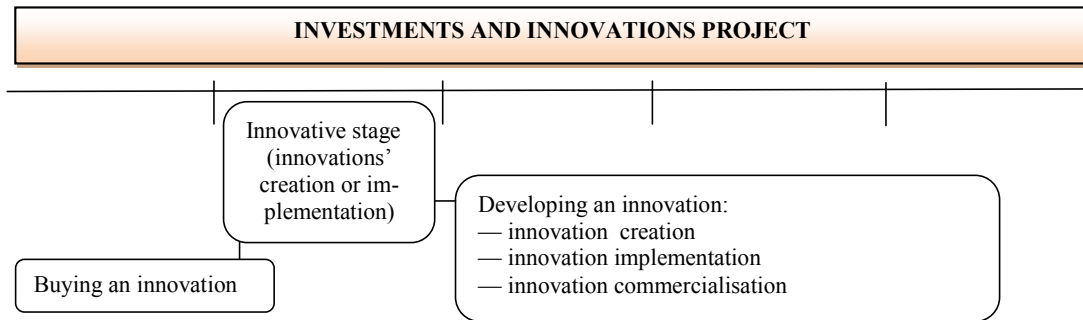 INVESTMENTS AND INNOVATIONS PROJECT
Innovative stage
(innovations’
creation or im-
plementation)
Developing an innovation:
— innovation creation
— innovation implementation
— innovation commercialisation
Buying an innovation